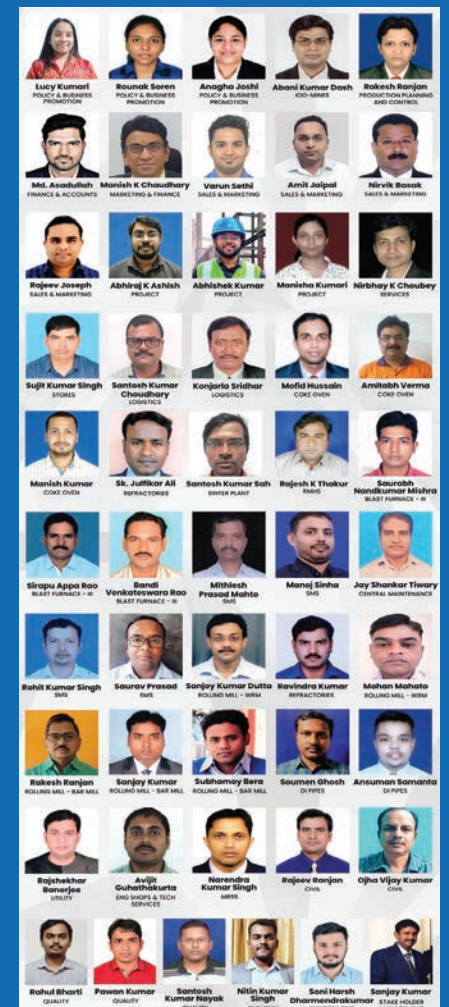 Lucy Kumari
POLICY & BUSINESS
PROMOTION
Rounak Soren
POLICY & BUSINESS
PROMOTION
Anagha Joshi
POLICY & BUSINESS
PROMOTION
Abani Kumar Dash
IOG-MINES
Rakesh Ranjan
PRODUCTION PLANNING
AND CONTROL
Md. Asadullah
FINANCE & ACCOUNTS
Manish K Chaudhary
MARKETING & FINANCE
Varun Sethi
SALES & MARKETING
Amit Jaipal
SALES & MARKETING
Nirvik Basak
SALES & MARKETING
Rajeev Joseph
SALES & MARKETING
Abhiraj K Ashish
PROJECT
Abhishek Kumar
PROJECT
Manisha Kumari
PROJECT
Nirbhay K Choubey
SERVICES
Sujit Kumar Singh
STORES
Santosh Kumar
Choudhary
LOGISTICS
Konjarla Sridhar
LOGISTICS
Mofid Hussain
COKE OVEN
Amitabh Verma
COKE OVEN
Manish Kumar
COKE OVEN
Sk. Julfikar Ali
REFRACTORIES
Santosh Kumar Sah
SINTER PLANT
Rajesh K Thakur
RMHS
Saurabh
Nandkumar Mishra
BLAST FURNACE - III
Sirapu Appa Rao
BLAST FURNACE - III
Bandi
Venkateswara Rao
BLAST FURNACE - III
Mithlesh
Prasad Mahto
SMS
Manoj Sinha
SMS
Jay Shankar Tiwary
CENTRAL MAINTENANCE
Rohit Kumar Singh
SMS
Saurav Prasad
SMS
Sanjoy Kumar Dutta
ROLLING MILL - WRM
Ravindra Kumar
REFRACTORIES
Mohan Mahato
ROLLING MILL - WRM
Rakesh Ranjan
ROLLING MILL - BAR MILL
Sanjay Kumar
ROLLING MILL - BAR MILL
Subhamoy Bera
ROLLING MILL - BAR MILL
Soumen Ghosh
DI PIPES
Ansuman Samanta
DI PIPES
Rajshekhar
Banerjee
UTILITY
Avijit
Guhathakurta
ENG SHOPS & TECH
SERVICES
Narendra
Kumar Singh
MRSS
Rajeev Ranjan
CIVIL
Ojha Vijay Kumar
CIVIL
Rahul Bharti
QUALITY
Pawan Kumar
QUALITY
Santosh
Kumar Nayak
Nitin Kumar
Singh
Soni Harsh
Dharmendrakumar
Sanjay Kumar
STAKE HOLDER